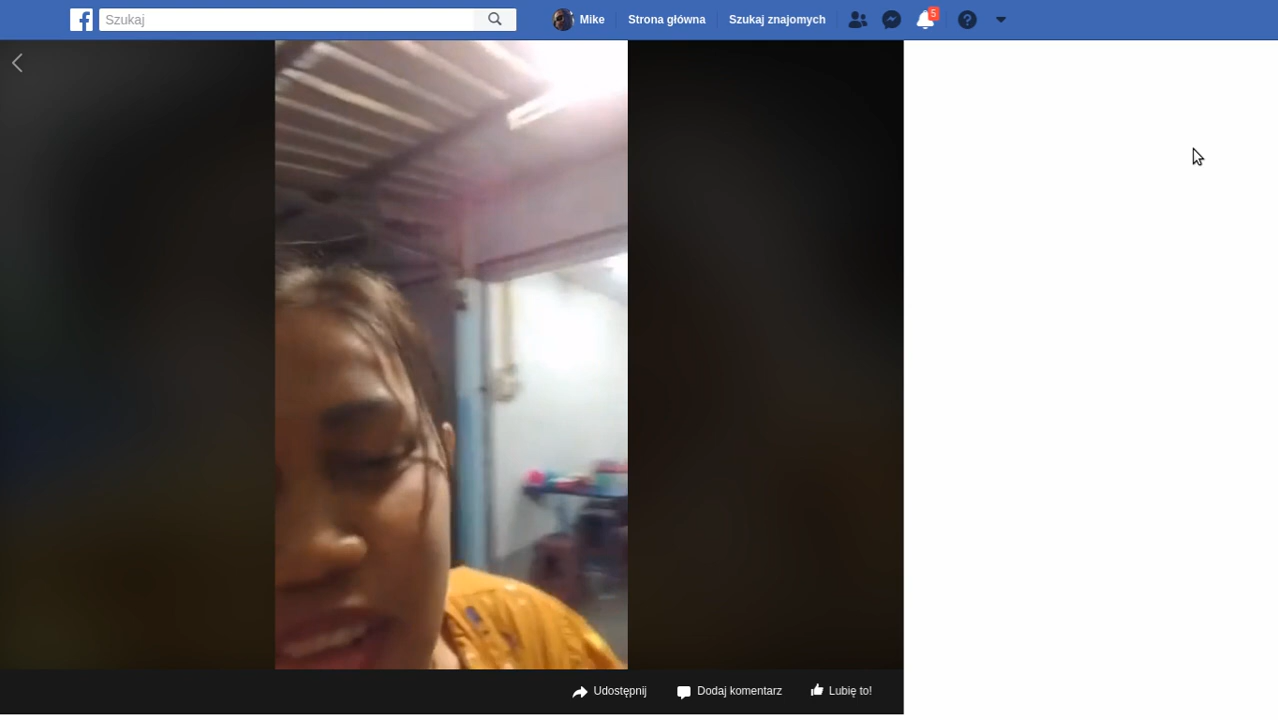 Szukaj
Mike Strona główna Szukaj znajomych 5
Udostępnij Dodaj komentarz Lubię to!